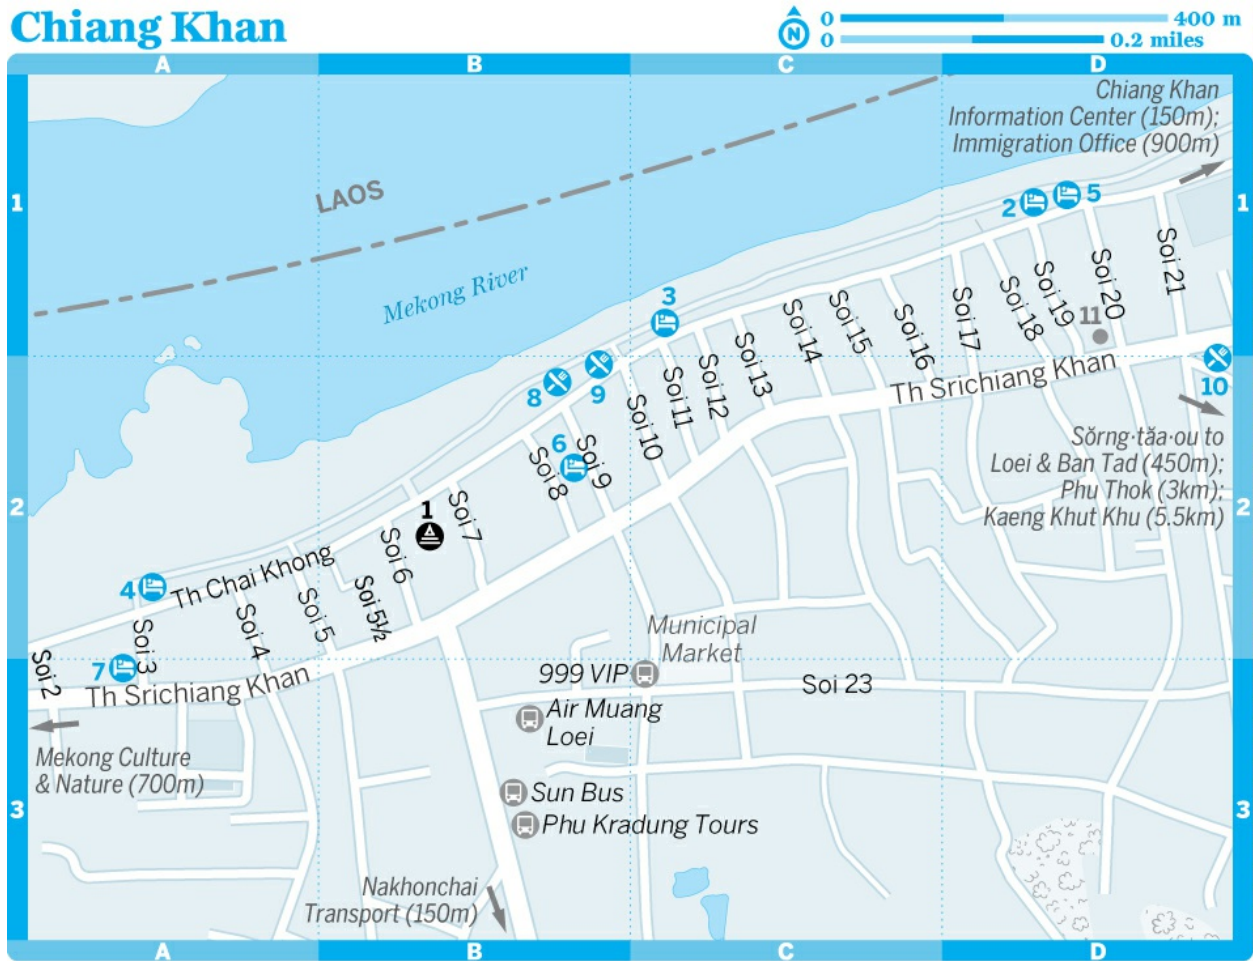 Chiang Khan
N
0 400 m
0 0.2 miles
A B C D
Chiang Khan
Information Center (150m);
Immigration Office (900m)
1 1
LAOS
2 5
Mekong River
3
Soi 14
Soi 15
Soi 16
Soi 17
Soi 18
Soi 19
Soi 20
Soi 21
11
Th Srichiang Khan
10
8
9
Soi 10
Soi 11
Soi 12
Soi 13
6
Soi 8
Soi 9
Sŏrng·tăa·ou to
Loei & Ban Tad (450m);
Phu Thok (3km);
Kaeng Khut Khu (5.5km)
2 2
1
Soi 7
Soi 6
Soi 5½
4
Th Chai Khong
Soi 5
Soi 4
Soi 3
Soi 2
7
Th Srichiang Khan
Municipal
Market
999 VIP
Soi 23
Air Muang
Loei
Mekong Culture
& Nature (700m)
Sun Bus
3 3
Phu Kradung Tours
Nakhonchai
Transport (150m)
A B C D